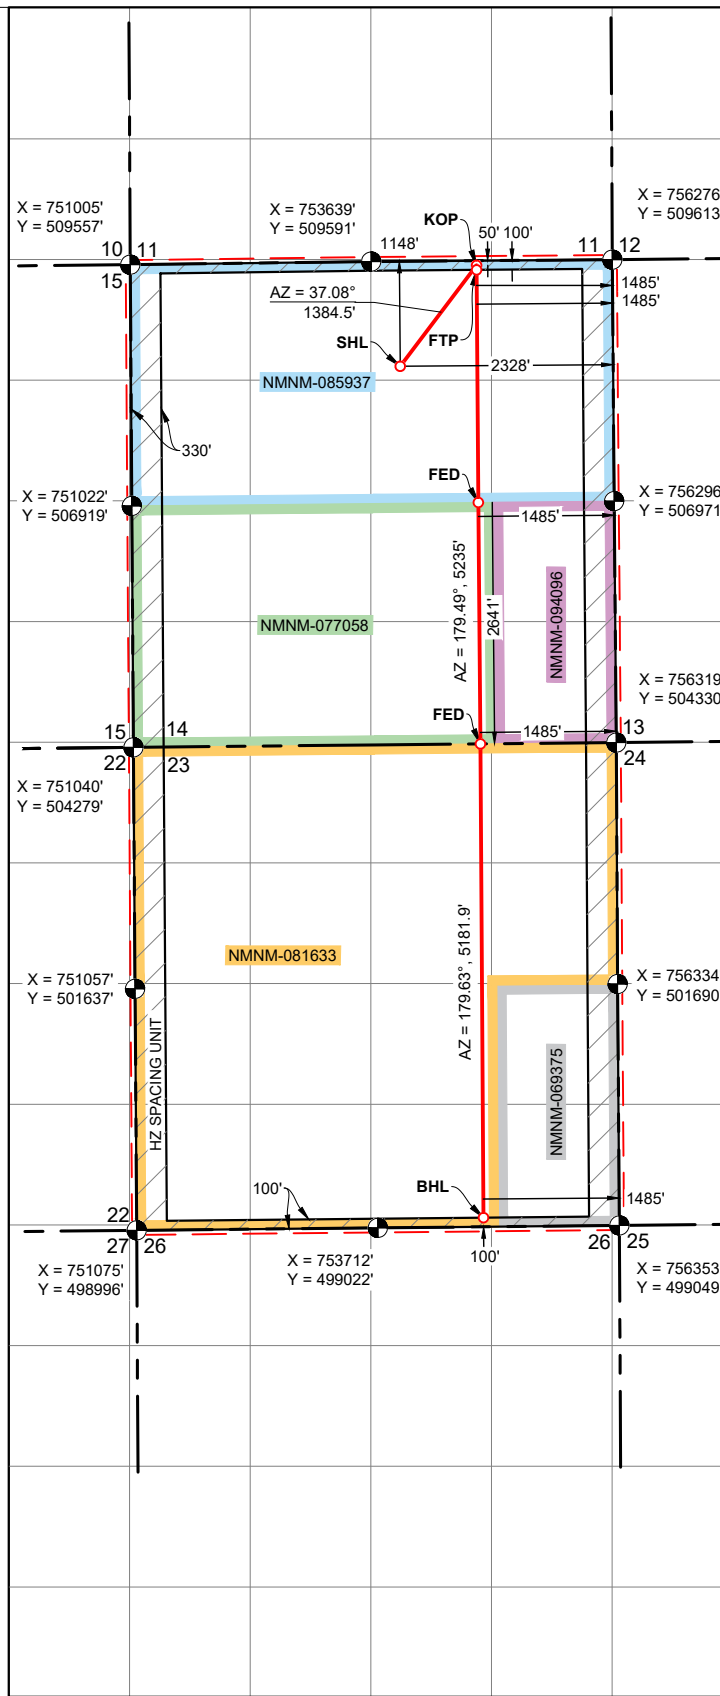 X = 751005'
Y = 509557'
X = 753639'
Y = 509591'
X = 756276
Y = 509613
KOP
50' 100'
1148'
10 11
11 12
15
AZ = 37.08°
1384.5'
1485'
1485'
SHL
FTP
2328'
NMNM-085937
330'
FED
X = 751022'
Y = 506919'
X = 756296
Y = 506971
1485'
AZ = 179.49°, 5235'
2641'
NMNM-094096
NMNM-077058
X = 756319
Y = 504330
FED
15 14
13
1485'
22 23
24
X = 751040'
Y = 504279'
NMNM-081633
X = 751057'
Y = 501637'
X = 756334
Y = 501690
AZ = 179.63°, 5181.9'
HZ SPACING UNIT
NMNM-069375
100'
BHL
1485'
22
27 26
26 25
100'
X = 751075'
Y = 498996'
X = 753712'
Y = 499022'
X = 756353
Y = 499049